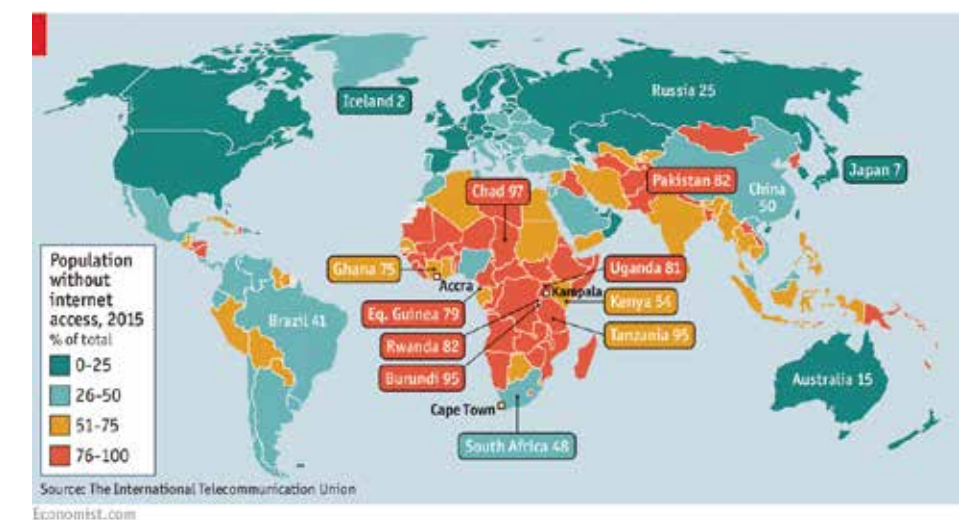 Iceland 2
Russia 25
Japan 7
Chad 97
Pakistan 82
China
50
Ghana 75
Accra
Uganda 81
Kampala
Kenya 54
Eq. Guinea 79
Brazil 41
Rwanda 82
Tanzania 95
Burundi 95
Australia 15
Cape Town
South Africa 48
Population
without
internet
access, 2015
% of total
0-25
26-50
51-75
76-100
Source: The International Telecommunication Union
Economist.com